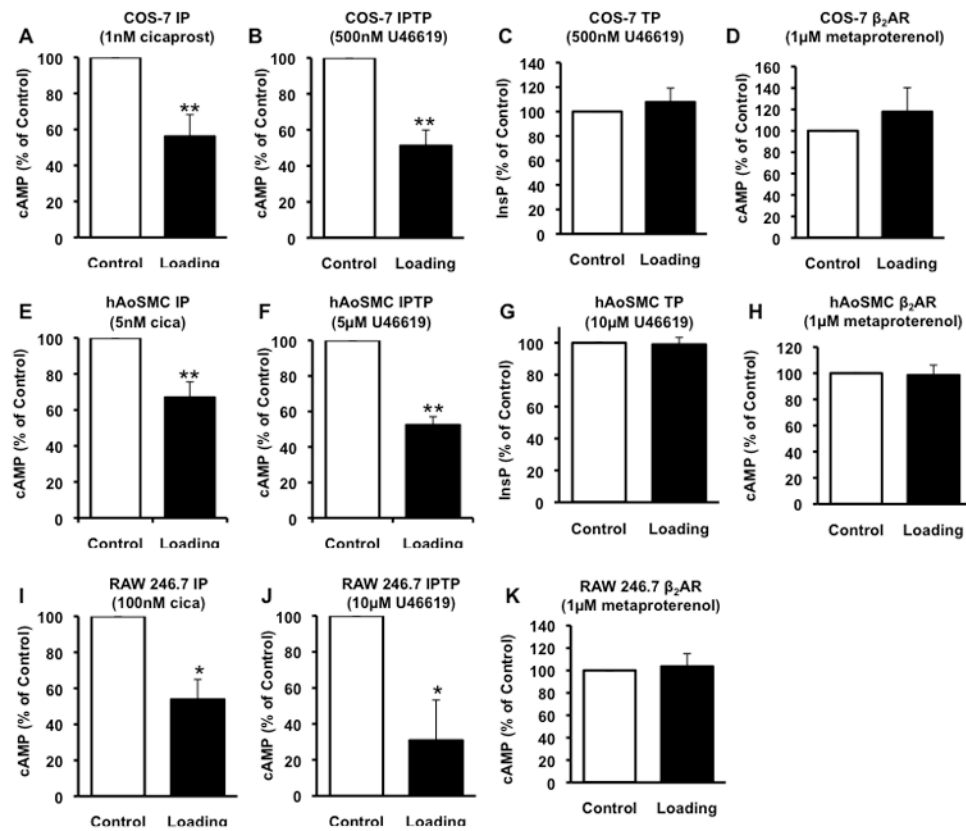 A
COS-7 IP
(1nM cicaprost)
cAMP (% of Control)
100
80
60
40
20
0
**
Control Loading
B
COS-7 IPTP
(500nM U46619)
cAMP (% of Control)
100
80
60
40
20
0
**
Control Loading
C
COS-7 TP
(500nM U46619)
InsP (% of Control)
140
120
100
80
60
40
20
0
Control Loading
D
COS-7 β₂AR
(1µM metaproterenol)
cAMP (% of Control)
160
140
120
100
80
60
40
20
0
Control Loading
E
hAoSMC IP
(5nM cica)
cAMP (% of Control)
100
80
60
40
20
0
**
Control Loading
F
hAoSMC IPTP
(5µM U46619)
cAMP (% of Control)
100
80
60
40
20
0
**
Control Loading
G
hAoSMC TP
(10µM U46619)
InsP (% of Control)
100
80
60
40
20
0
Control Loading
H
hAoSMC β₂AR
(1µM metaproterenol)
cAMP (% of Control)
120
100
80
60
40
20
0
Control Loading
I
RAW 246.7 IP
(100nM cica)
cAMP (% of Control)
100
80
60
40
20
0
*
Control Loading
J
RAW 246.7 IPTP
(10µM U46619)
cAMP (% of Control)
100
80
60
40
20
0
*
Control Loading
K
RAW 246.7 β₂AR
(1µM metaproterenol)
cAMP (% of Control)
140
120
100
80
60
40
20
0
Control Loading